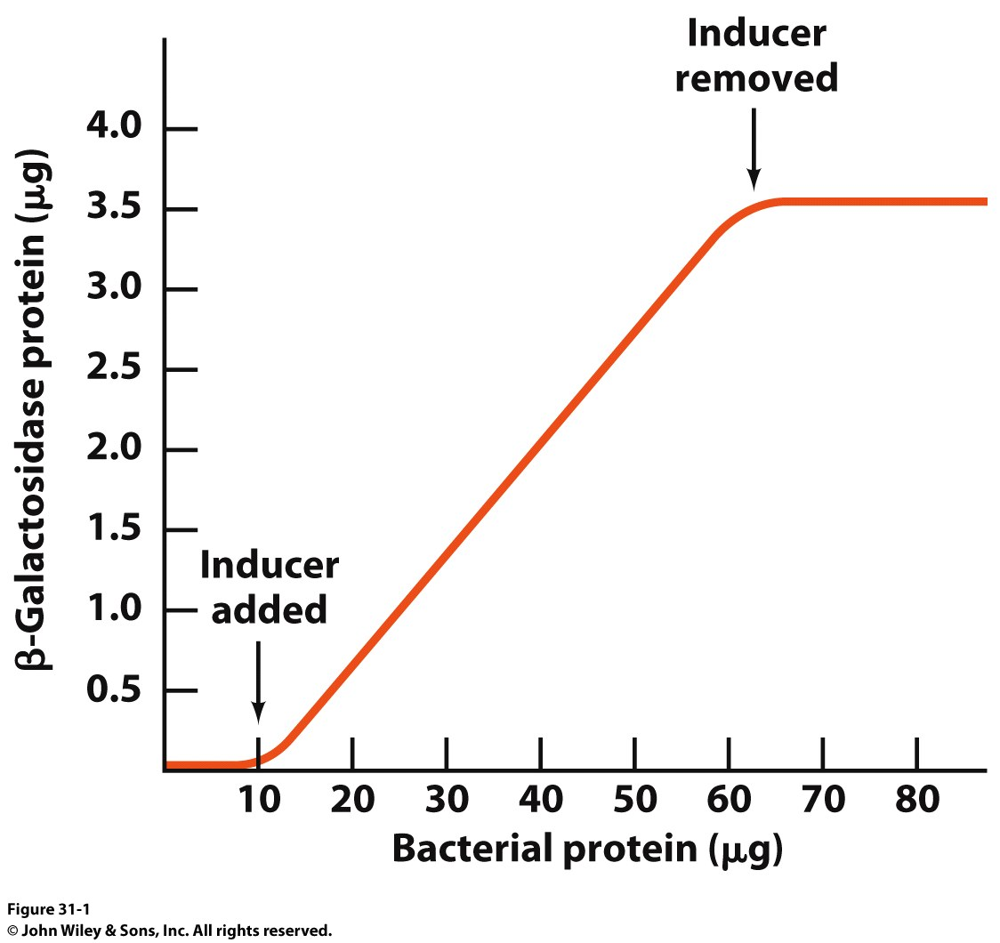 Inducer
removed
β-Galactosidase protein (μg)
4.0
3.5
3.0
2.5
2.0
1.5
1.0
0.5
Inducer
added
10 20 30 40 50 60 70 80
Bacterial protein (μg)
Figure 31-1
© John Wiley & Sons, Inc. All rights reserved.